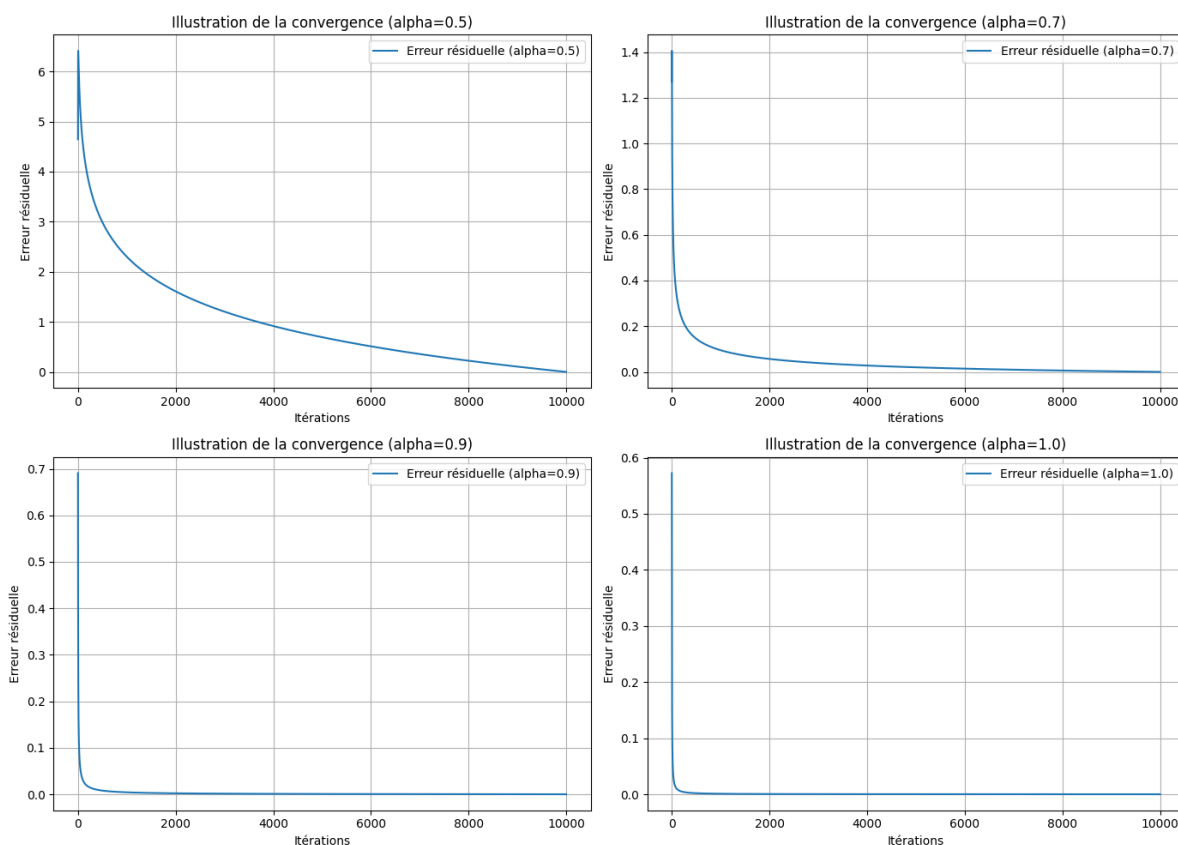 Illustration de la convergence (alpha=0.5)
Erreur résiduelle (alpha=0.5)
6
5
4
3
2
1
0
Erreur résiduelle
0 2000 4000 6000 8000 10000
Itérations
Illustration de la convergence (alpha=0.7)
Erreur résiduelle (alpha=0.7)
1.4
1.2
1.0
0.8
0.6
0.4
0.2
0.0
Erreur résiduelle
0 2000 4000 6000 8000 10000
Itérations
Illustration de la convergence (alpha=0.9)
Erreur résiduelle (alpha=0.9)
0.7
0.6
0.5
0.4
0.3
0.2
0.1
0.0
Erreur résiduelle
0 2000 4000 6000 8000 10000
Itérations
Illustration de la convergence (alpha=1.0)
Erreur résiduelle (alpha=1.0)
0.6
0.5
0.4
0.3
0.2
0.1
0.0
Erreur résiduelle
0 2000 4000 6000 8000 10000
Itérations